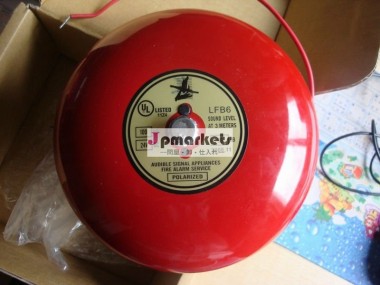 UL
LISTED
LFB6
SOUND LEVEL
AT 3 METERS
Jpmarkets
AUDIBLE SIGNAL APPLIANCES
FIRE ALARM SERVICE
POLARIZED